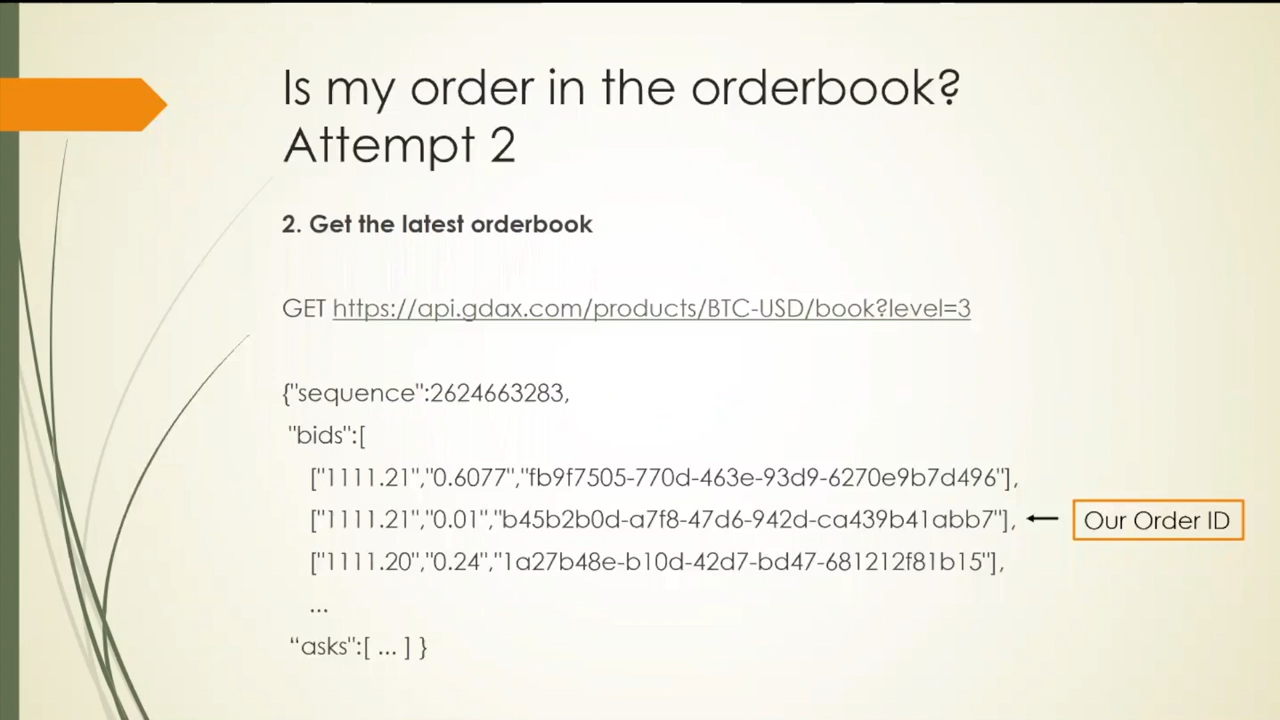 Is my order in the orderbook?
Attempt 2
2. Get the latest orderbook
GET https://api.gdax.com/products/BTC-USD/book?level=3
{"sequence":2624663283,
"bids":[
["1111.21","0.6077","fb9f7505-770d-463e-93d9-6270e9b7d496"],
["1111.21","0.01","b45b2b0d-a7f8-47d6-942d-ca439b41abb7"],
Our Order ID
["1111.20","0.24","1a27b48e-b10d-42d7-bd47-681212f81b15"],
...
“asks":[ ... ] }